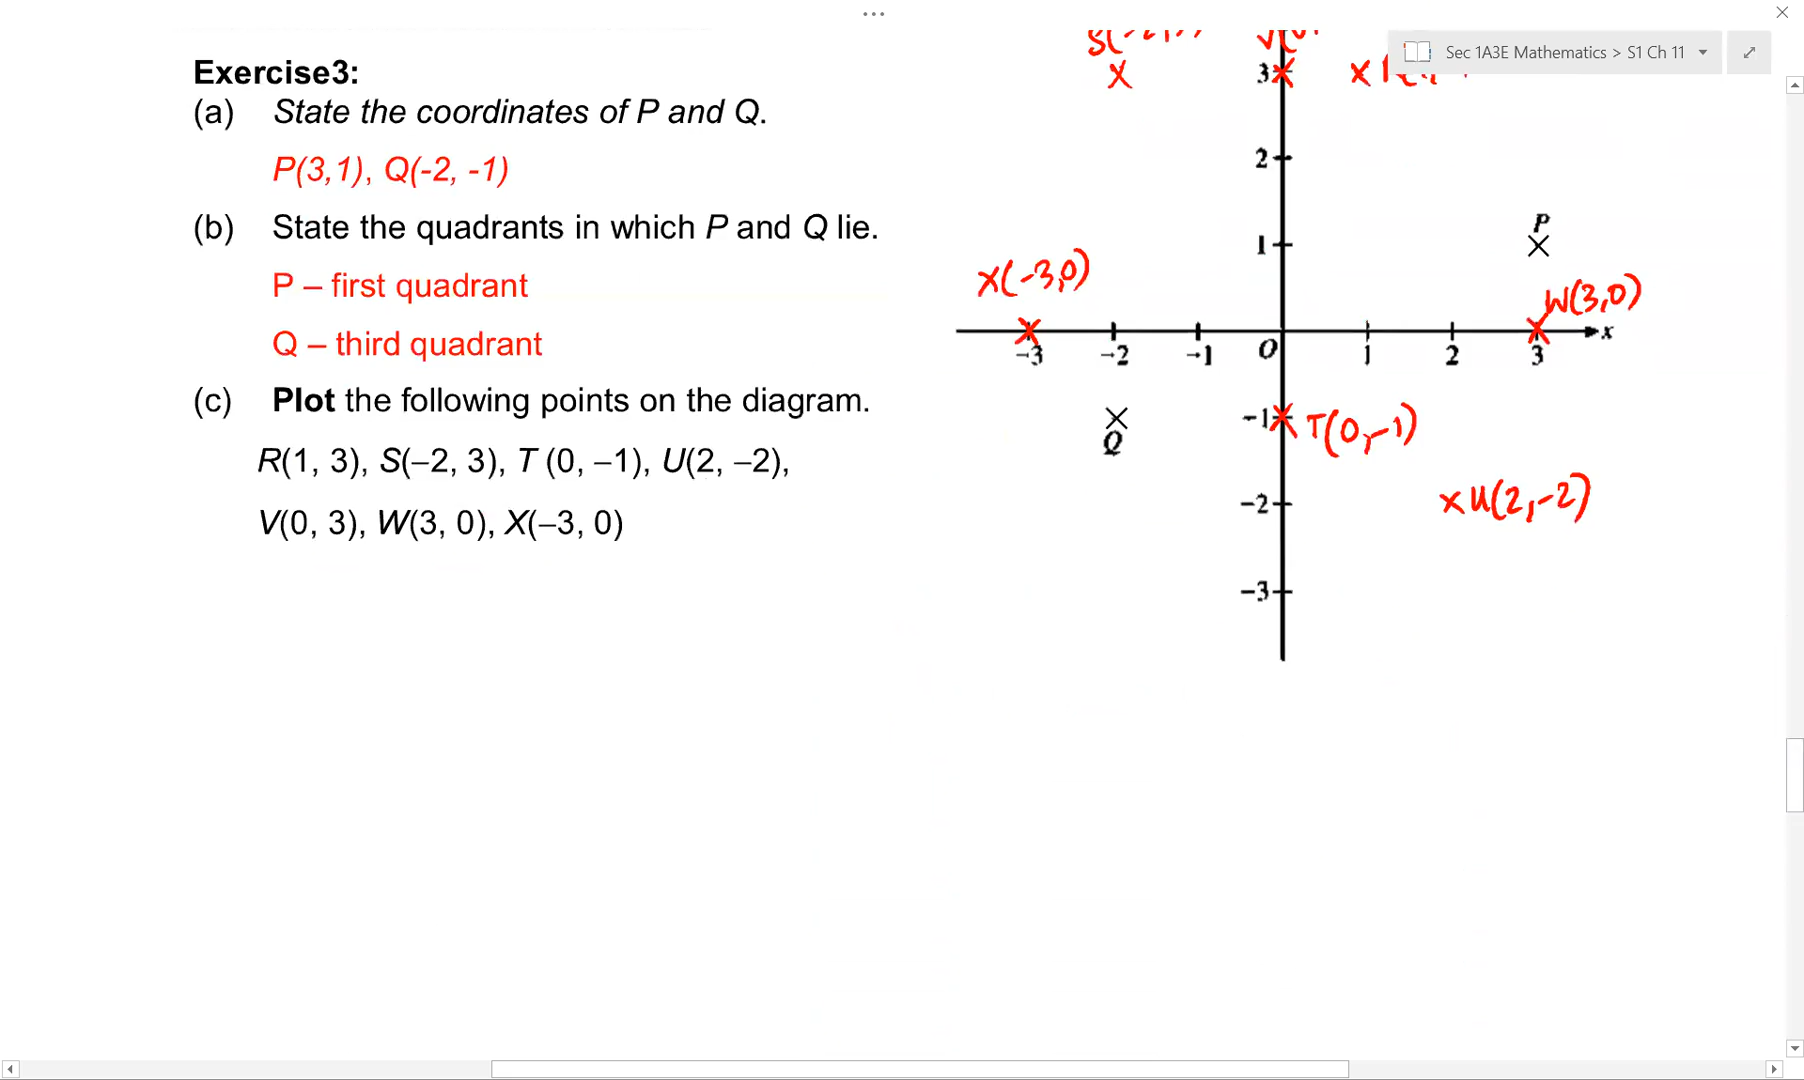 Sec 1A3E Mathematics > S1 Ch 11
Exercise3:
(a) State the coordinates of P and Q.
P(3,1), Q(-2, -1)
(b) State the quadrants in which P and Q lie.
P – first quadrant
Q – third quadrant
(c) Plot the following points on the diagram.
R(1, 3), S(–2, 3), T (0, –1), U(2, –2),
V(0, 3), W(3, 0), X(–3, 0)
3
2
P
1
X(-3,0)
W(3,0)
x
-3 -2 -1 O 1 2 3
-1 T(0,-1)
Q
-2 U(2,-2)
-3